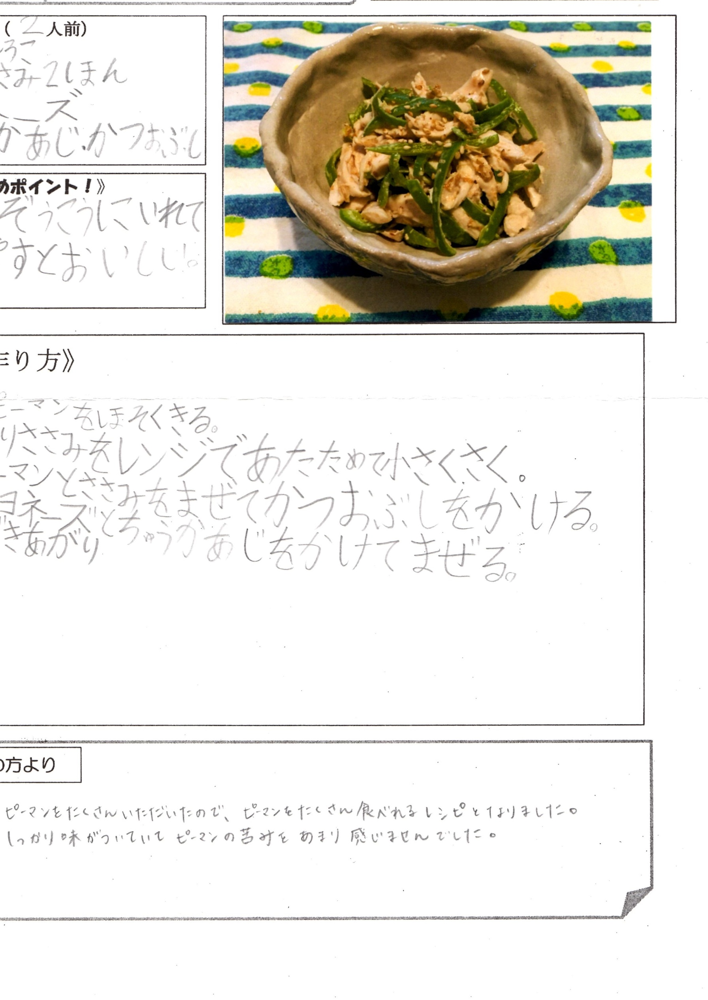 (2人前)
ろこ
さみ2ほん
ーズ
かあじ.かつおぶし
めポイント!》
ぞうこうにいれて
やすとおいしい。
作り方》
ピーマンをほそくきる。
りささみをレンジであたためて小さくさく。
ーマンとささみをまぜてかつおぶしをかける。
ヨネーズとちゅうかあじをかけてまぜる。
できあがり
の方より
ピーマンをたくさんいただいたので、ピーマンをたくさん食べれるレシピとなりました。
しっかり味がついていてピーマンの苦みをあまり感じませんでした。